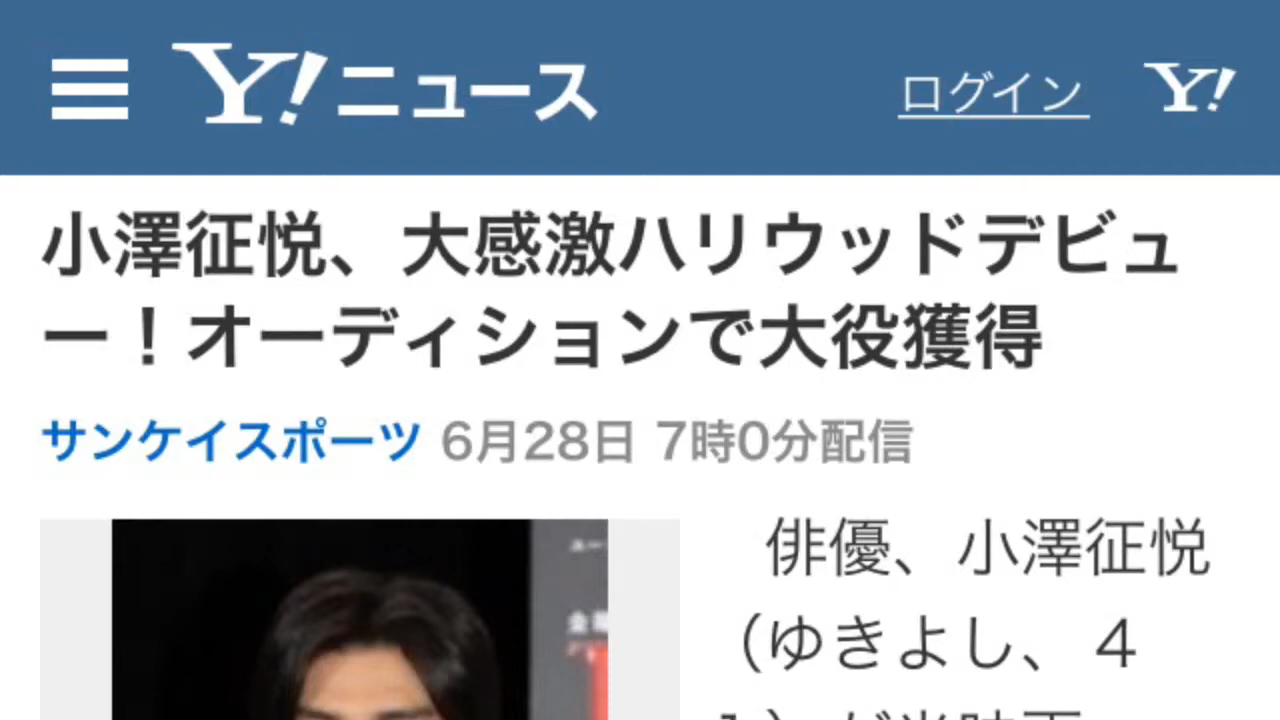 Y!ニュース ログイン Y!
小澤征悦、大感激ハリウッドデビュ
ー！オーディションで大役獲得
サンケイスポーツ 6月28日 7時0分配信
俳優、小澤征悦
（ゆきよし、４